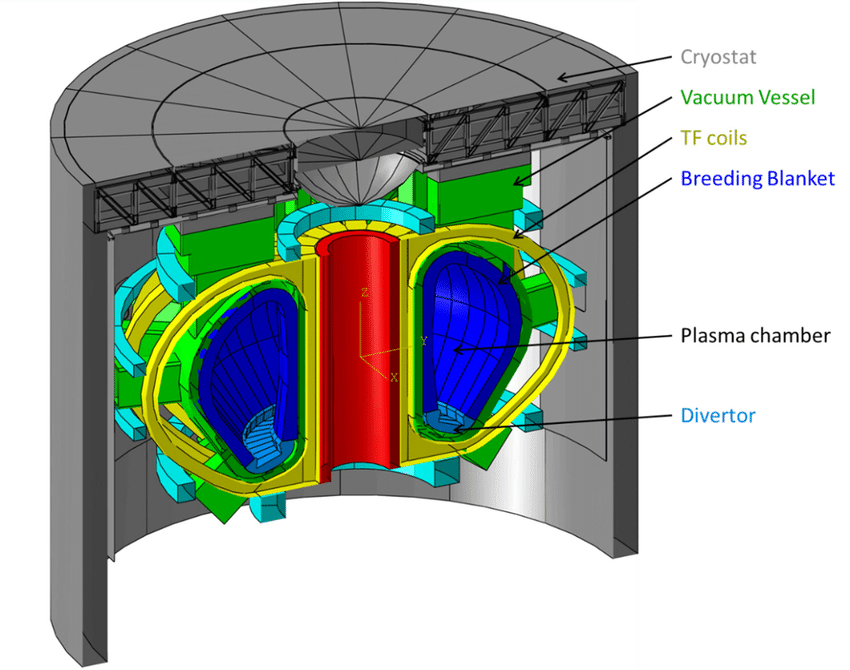 Cryostat
Vacuum Vessel
TF coils
Breeding Blanket
Z
Y
Plasma chamber
X
Divertor